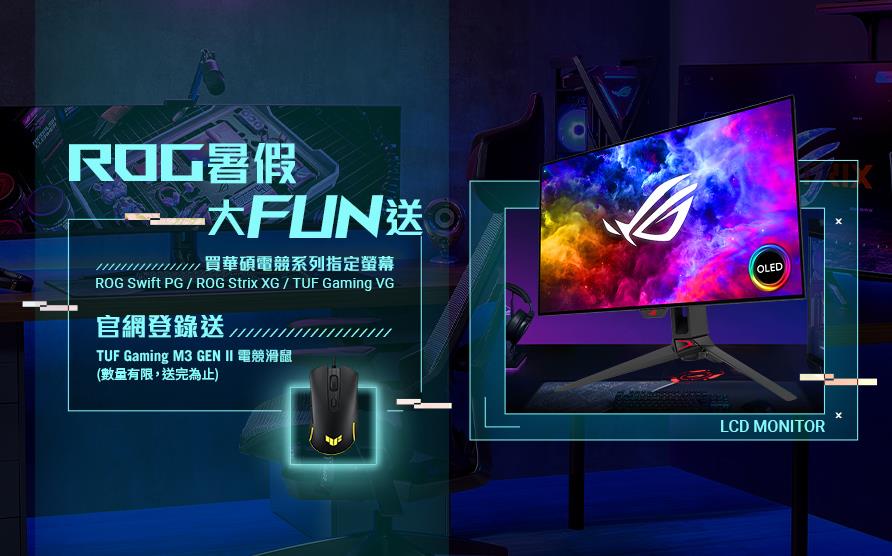 ROG暑假
大FUN送
買華碩電競系列指定螢幕
ROG Swift PG / ROG Strix XG / TUF Gaming VG
官網登錄送
TUF Gaming M3 GEN II 電競滑鼠
(數量有限，送完為止)
OLED
LCD MONITOR